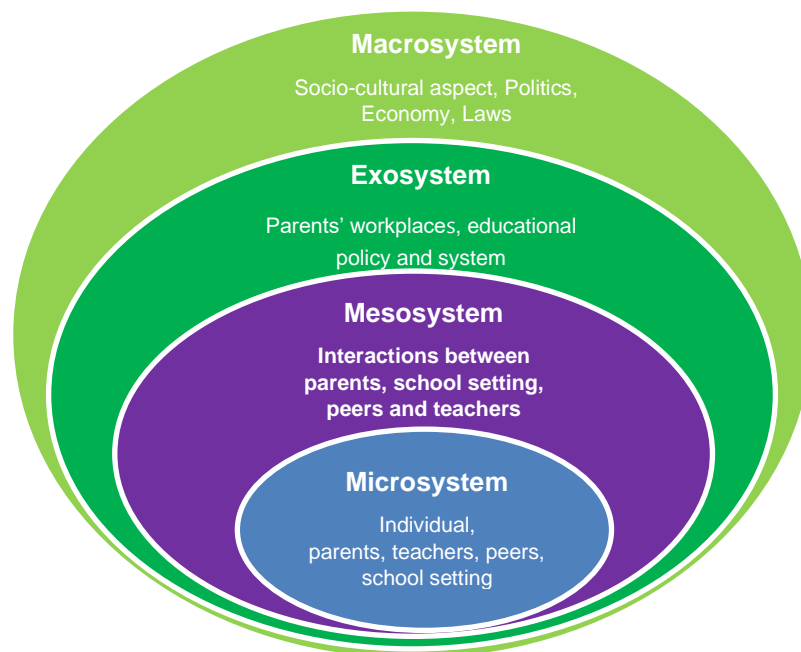 Macrosystem
Socio-cultural aspect, Politics,
Economy, Laws
Exosystem
Parents’ workplaces, educational
policy and system
Mesosystem
Interactions between
parents, school setting,
peers and teachers
Microsystem
Individual,
parents, teachers, peers,
school setting